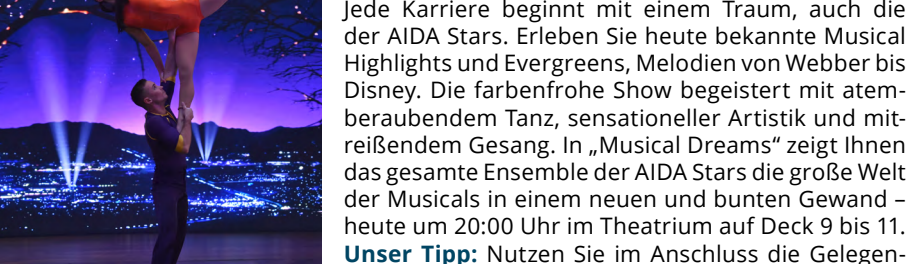 Jede Karriere beginnt mit einem Traum, auch die
der AIDA Stars. Erleben Sie heute bekannte Musical
Highlights und Evergreens, Melodien von Webber bis
Disney. Die farbenfrohe Show begeistert mit atem-
beraubendem Tanz, sensationeller Artistik und mit-
reißendem Gesang. In „Musical Dreams“ zeigt Ihnen
das gesamte Ensemble der AIDA Stars die große Welt
der Musicals in einem neuen und bunten Gewand –
heute um 20:00 Uhr im Theatrium auf Deck 9 bis 11.
Unser Tipp: Nutzen Sie im Anschluss die Gelegen-